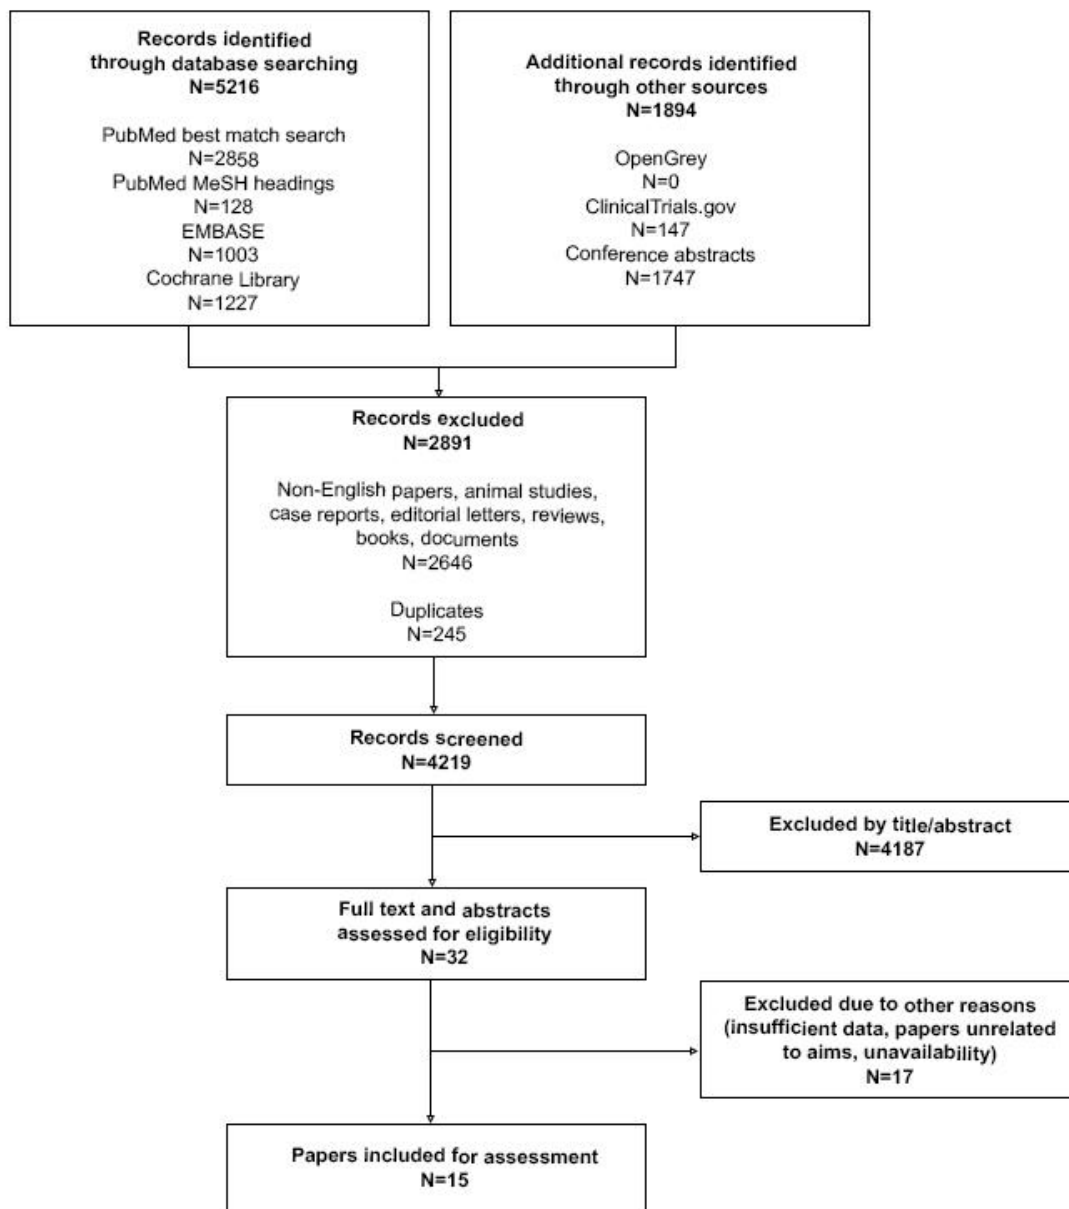 Records identified
through database searching
N=5216
PubMed best match search
N=2858
PubMed MeSH headings
N=128
EMBASE
N=1003
Cochrane Library
N=1227
Additional records identified
through other sources
N=1894
OpenGrey
N=0
ClinicalTrials.gov
N=147
Conference abstracts
N=1747
Records excluded
N=2891
Non-English papers, animal studies,
case reports, editorial letters, reviews,
books, documents
N=2646
Duplicates
N=245
Records screened
N=4219
Excluded by title/abstract
N=4187
Full text and abstracts
assessed for eligibility
N=32
Excluded due to other reasons
(insufficient data, papers unrelated
to aims, unavailability)
N=17
Papers included for assessment
N=15